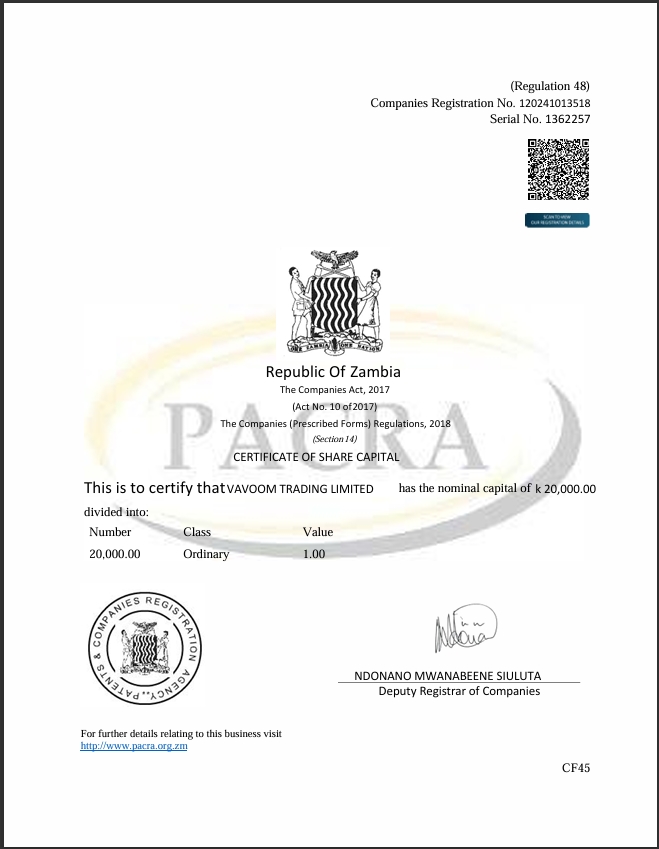 (Regulation 48)
Companies Registration No. 120241013518
Serial No. 1362257
SCAN TO VIEW
OUR REGISTRATION DETAILS
ONE ZAMBIA ONE NATION
Republic Of Zambia
The Companies Act, 2017
(Act No. 10 of 2017)
The Companies (Prescribed Forms) Regulations, 2018
(Section 14)
CERTIFICATE OF SHARE CAPITAL
PACRA
This is to certify that VAVOOM TRADING LIMITED has the nominal capital of k 20,000.00
divided into:
Number Class Value
20,000.00 Ordinary 1.00
PATENTS & COMPANIES REGISTRATION AGENCY
NDONANO MWANABEENE SIULUTA
Deputy Registrar of Companies
For further details relating to this business visit
http://www.pacra.org.zm
CF45